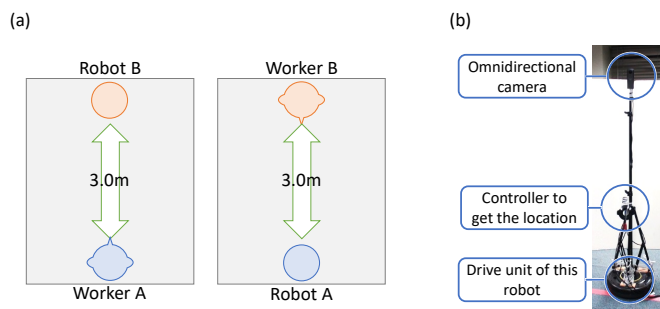 (a)
(b)
Robot B
Worker B
3.0m
3.0m
Worker A
Robot A
Omnidirectional
camera
Controller to
get the location
Drive unit of this
robot